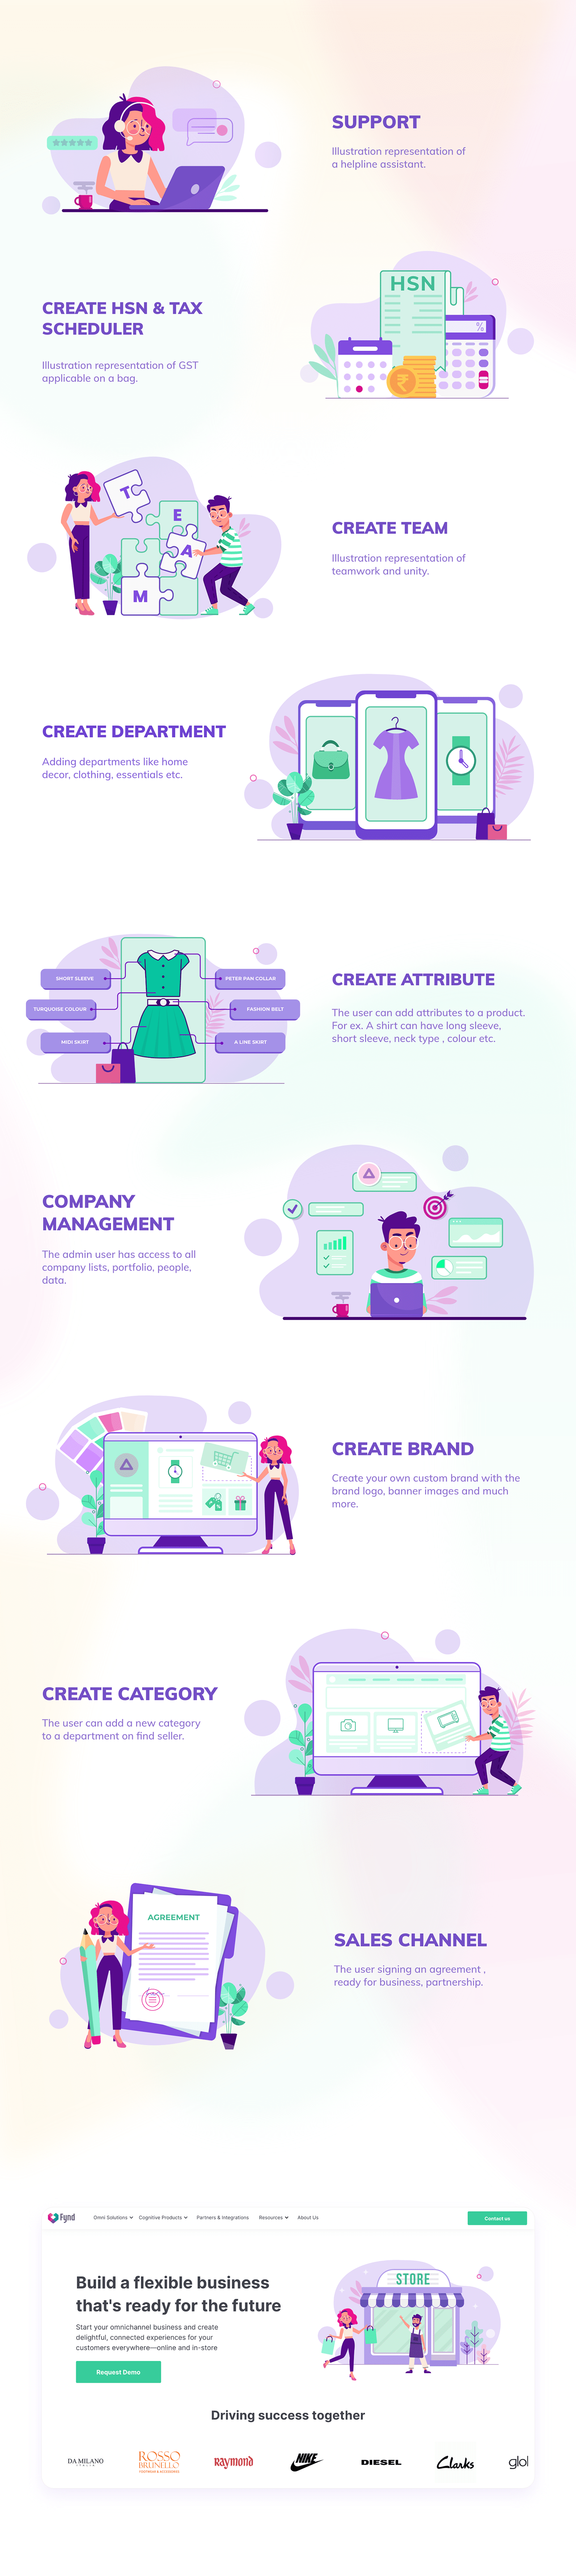 SUPPORT
Illustration representation of
a helpline assistant.
HSN
%
CREATE HSN & TAX
SCHEDULER
Illustration representation of GST
applicable on a bag.
₹
T
E
A
M
CREATE TEAM
Illustration representation of
teamwork and unity.
CREATE DEPARTMENT
Adding departments like home
decor, clothing, essentials etc.
SHORT SLEEVE
PETER PAN COLLAR
TURQUOISE COLOUR
FASHION BELT
MIDI SKIRT
A LINE SKIRT
CREATE ATTRIBUTE
The user can add attributes to a product.
For ex. A shirt can have long sleeve,
short sleeve, neck type , colour etc.
COMPANY
MANAGEMENT
The admin user has access to all
company lists, portfolio, people,
data.
CREATE BRAND
Create your own custom brand with the
brand logo, banner images and much
more.
CREATE CATEGORY
The user can add a new category
to a department on find seller.
AGREEMENT
SALES CHANNEL
The user signing an agreement ,
ready for business, partnership.
Fynd
Omni Solutions
Cognitive Products
Partners & Integrations
Resources
About Us
Contact us
Build a flexible business
that's ready for the future
Start your omnichannel business and create
delightful, connected experiences for your
customers everywhere—online and in-store
Request Demo
STORE
Driving success together
DA MILANO
ITALIA
ROSSO
BRUNELLO
FOOTWEAR & ACCESSORIES
Raymond
NIKE
DIESEL
Clarks
glo